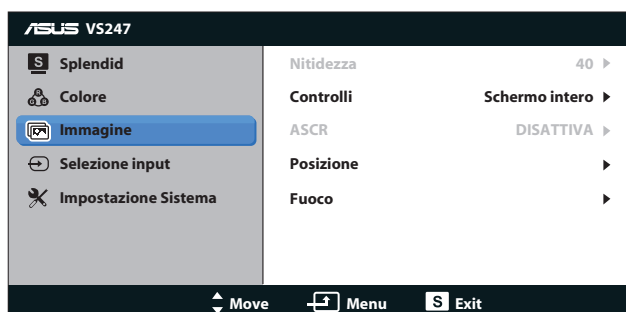 ASUS VS247
S Splendid
Colore
Immagine
Selezione input
Impostazione Sistema
Nitidezza 40
Controlli Schermo intero
ASCR DISATTIVA
Posizione
Fuoco
Move Menu S Exit